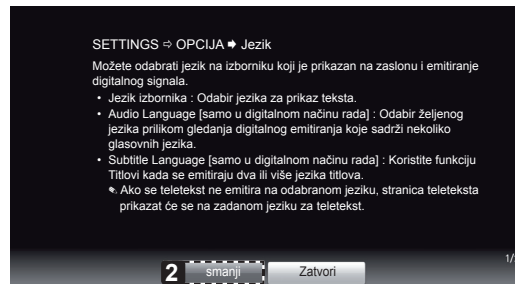 SETTINGS ⇨ OPCIJA ➡ Jezik
Možete odabrati jezik na izborniku koji je prikazan na zaslonu i emitiranje
digitalnog signala.
• Jezik izbornika : Odabir jezika za prikaz teksta.
• Audio Language [samo u digitalnom načinu rada] : Odabir željenog
jezika prilikom gledanja digitalnog emitiranja koje sadrži nekoliko
glasovnih jezika.
• Subtitle Language [samo u digitalnom načinu rada] : Koristite funkciju
Titlovi kada se emitiraju dva ili više jezika titlova.
✎ Ako se teletekst ne emitira na odabranom jeziku, stranica teleteksta
prikazat će se na zadanom jeziku za teletekst.
1/
2 smanji Zatvori